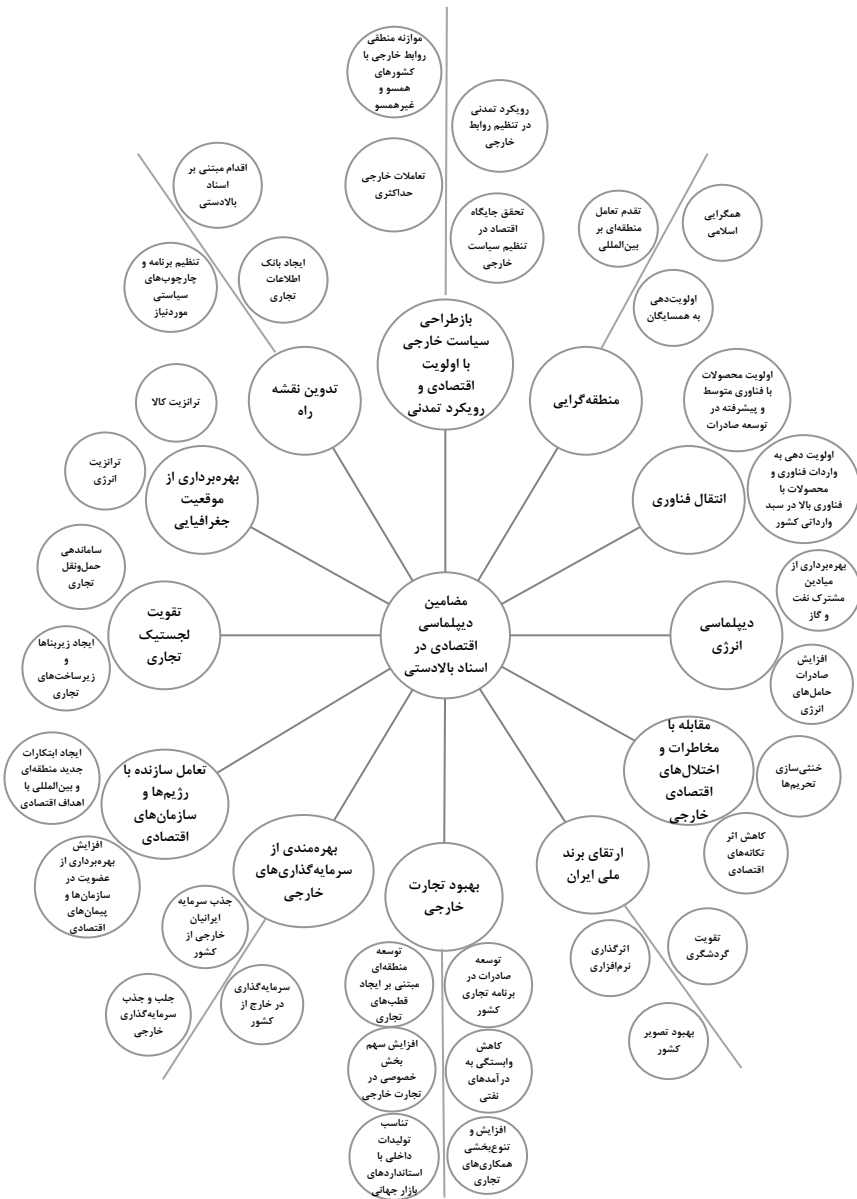 موازنه منطقی
روابط خارجی با
کشورهای
همسو و
غیرهمسو
رویکرد تمدنی
در تنظیم روابط
خارجی
تعاملات خارجی
حداکثری
تحقق جایگاه
اقتصاد در
تنظیم سیاست
خارجی
بازطراحی
سیاست خارجی
با اولویت
اقتصادی و
رویکرد تمدنی
همگرایی
اسلامی
تقدم تعامل
منطقه‌ای بر
بین‌المللی
اولویت‌دهی
به همسایگان
منطقه‌گرایی
اولویت محصولات
با فناوری متوسط
و پیشرفته در
توسعه صادرات
اولویت دهی به
واردات فناوری و
محصولات با
فناوری بالا در سبد
وارداتی کشور
انتقال فناوری
بهره‌برداری از
میادین
مشترک نفت
و گاز
افزایش
صادرات
حامل‌های
انرژی
دیپلماسی
انرژی
مقابله با
مخاطرات و
اختلال‌های
اقتصادی
خارجی
خنثی‌سازی
تحریم‌ها
کاهش اثر
تکانه‌های
اقتصادی
ارتقای برند
ملی ایران
تقویت
گردشگری
اثرگذاری
نرم‌افزاری
بهبود تصویر
کشور
بهبود تجارت
خارجی
توسعه
صادرات در
برنامه تجاری
کشور
توسعه
منطقه‌ای
مبتنی بر ایجاد
قطب‌های
تجاری
کاهش
وابستگی به
درآمدهای
نفتی
افزایش سهم
بخش
خصوصی در
تجارت خارجی
افزایش و
تنوع‌بخشی
همکاری‌های
تجاری
تناسب
تولیدات
داخلی با
استانداردهای
بازار جهانی
بهره‌مندی از
سرمایه‌گذاری‌های
خارجی
جذب سرمایه
ایرانیان
خارجی از
کشور
سرمایه‌گذاری
در خارج از
کشور
جلب و جذب
سرمایه‌گذاری
خارجی
تعامل سازنده با
رژیم‌ها و
سازمان‌های
اقتصادی
ایجاد ابتکارات
جدید منطقه‌ای
و بین‌المللی با
اهداف اقتصادی
افزایش
بهره‌برداری از
عضویت در
سازمان‌ها و
پیمان‌های
اقتصادی
تقویت
لجستیک
تجاری
ساماندهی
حمل‌ونقل
تجاری
ایجاد زیربناها
و
زیرساخت‌های
تجاری
بهره‌برداری از
موقعیت
جغرافیایی
ترانزیت کالا
ترانزیت
انرژی
تدوین نقشه
راه
اقدام مبتنی بر
اسناد
بالادستی
ایجاد بانک
اطلاعات
تجاری
تنظیم برنامه و
چارچوب‌های
سیاستی
موردنیاز
مضامین
دیپلماسی
اقتصادی در
اسناد بالادستی